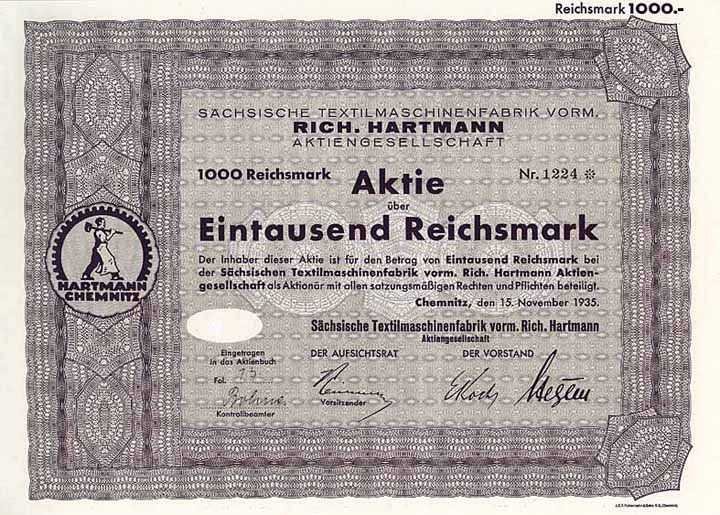 Reichsmark 1000.-
SÄCHSISCHE TEXTILMASCHINENFABRIK VORM.
RICH. HARTMANN
AKTIENGESELLSCHAFT
1000 Reichsmark Aktie Nr. 1224 *
über
Eintausend Reichsmark
Der Inhaber dieser Aktie ist für den Betrag von Eintausend Reichsmark bei
der Sächsischen Textilmaschinenfabrik vorm. Rich. Hartmann Aktien-
gesellschaft als Aktionär mit allen satzungsmäßigen Rechten und Pflichten beteiligt.
Chemnitz, den 15. November 1935.
HARTMANN
CHEMNITZ
Sächsische Textilmaschinenfabrik vorm. Rich. Hartmann
Aktiengesellschaft
Eingetragen
in das Aktienbuch
DER AUFSICHTSRAT
DER VORSTAND
Fol.
Kontrollbeamter
Vorsitzender
EKoch